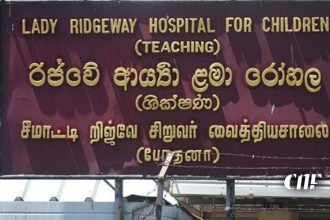 LADY RIDGEWAY HOSPITAL FOR CHILDREN
(TEACHING)
රිජ්වේ ආර්‍ය්‍යා ළමා රෝහල
(ශික්ෂණ)
சீமாட்டி றிஜ்வே சிறுவர் வைத்தியசாலை
(போதனா)
CNF